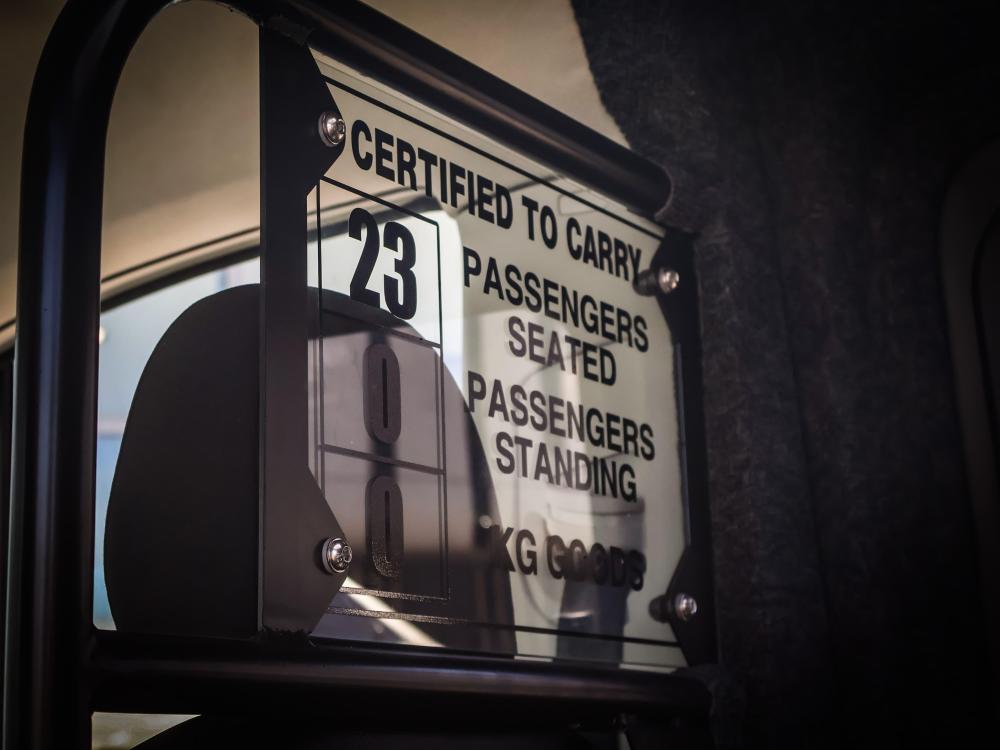 CERTIFIED TO CARRY
23 PASSENGERS
SEATED
0 PASSENGERS
STANDING
0 KG GOODS